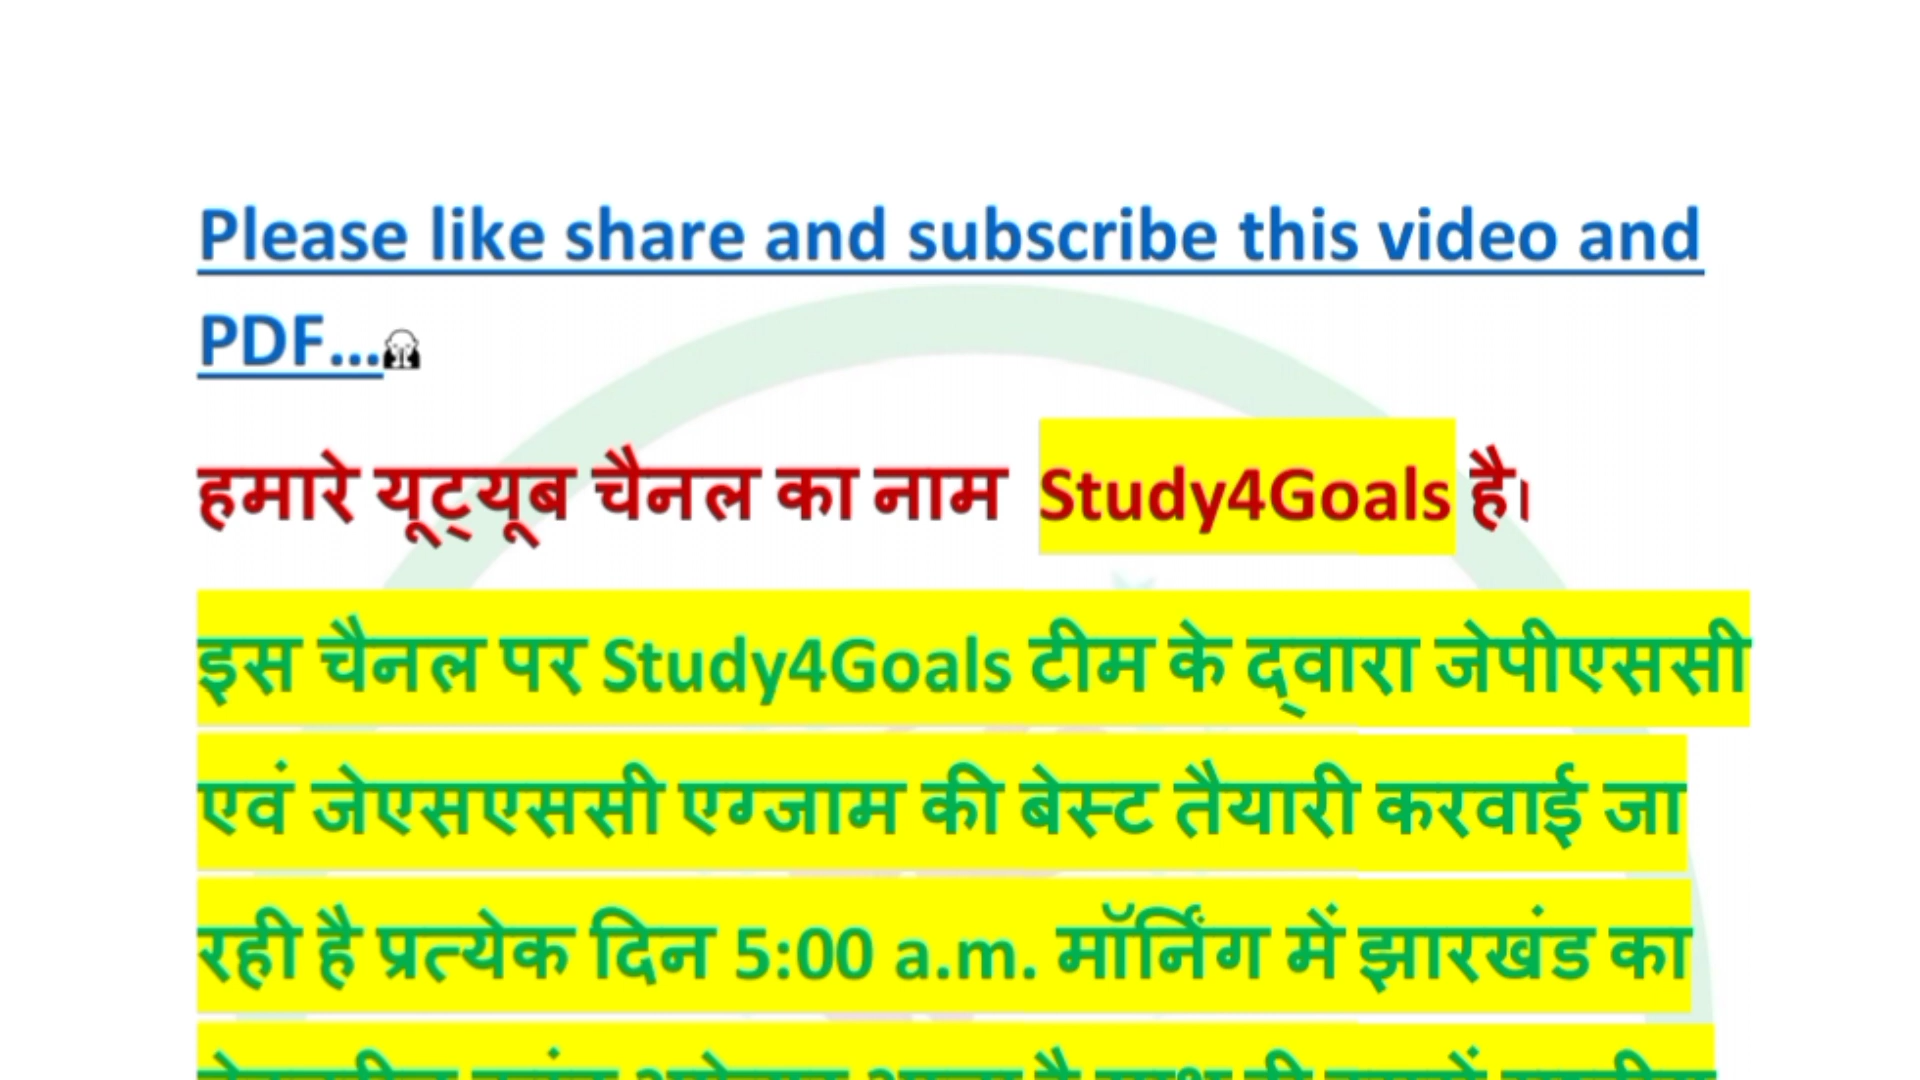 Please like share and subscribe this video and
PDF...
हमारे यूट्यूब चैनल का नाम Study4Goals है।
इस चैनल पर Study4Goals टीम के द्वारा जेपीएससी
एवं जेएसएससी एग्जाम की बेस्ट तैयारी करवाई जा
रही है प्रत्येक दिन 5:00 a.m. मॉर्निंग में झारखंड का